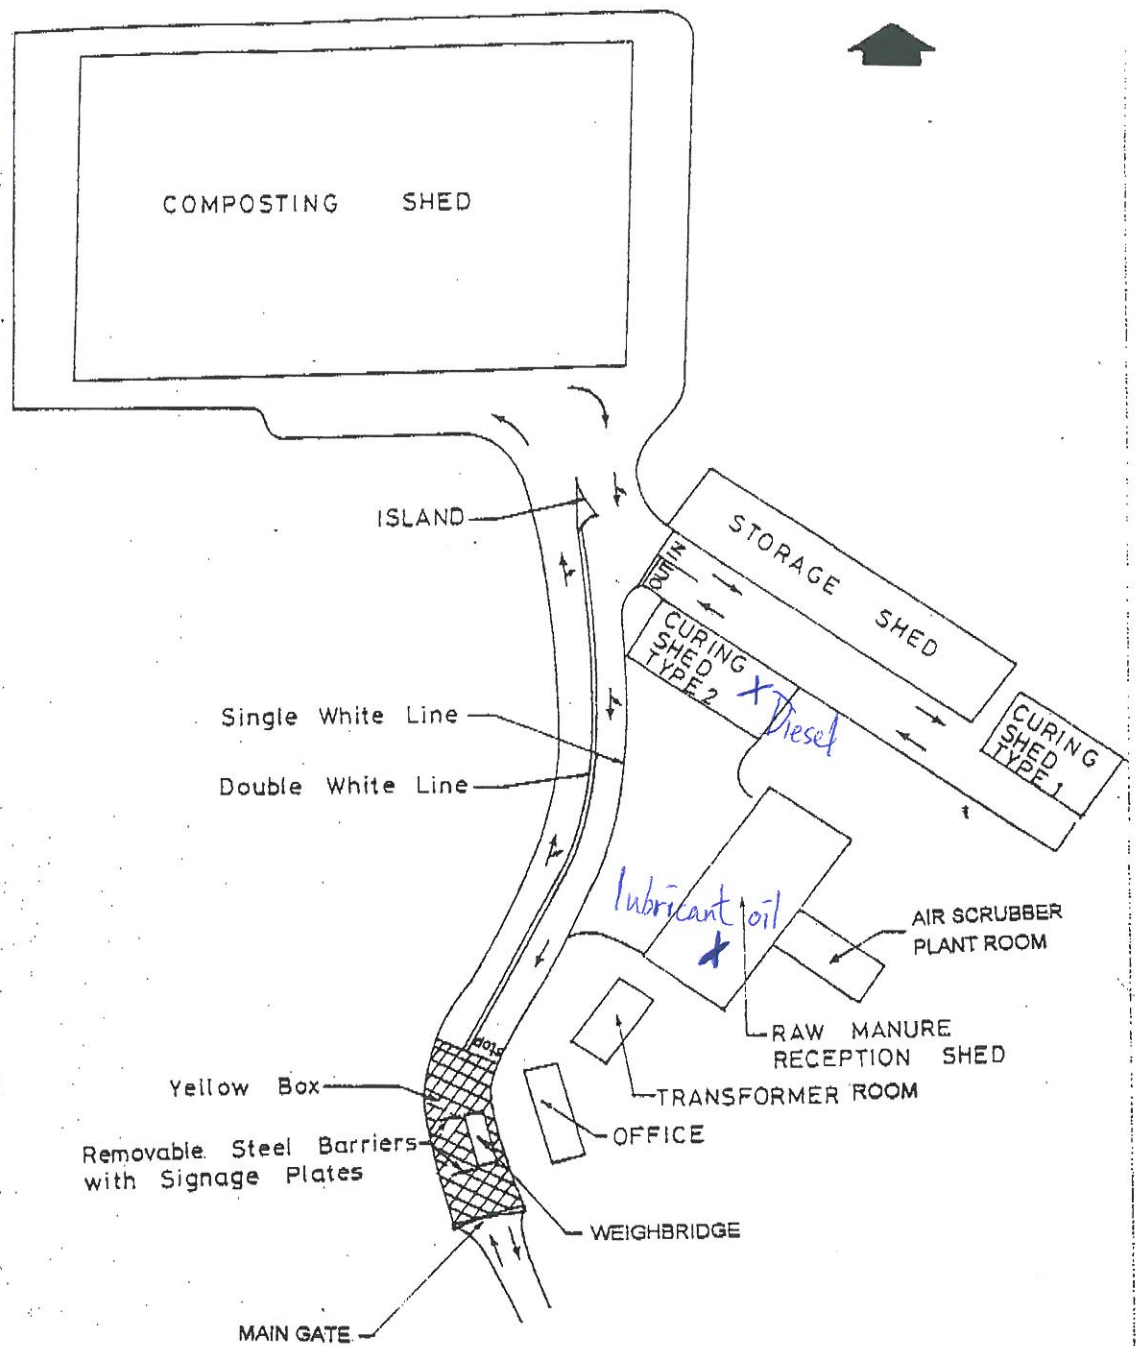 COMPOSTING SHED
ISLAND
STORAGE SHED
IN
OUT
CURING
SHED
TYPE 2
X Diesel
CURING
SHED
TYPE 1
Single White Line
Double White Line
lubricant oil
X
AIR SCRUBBER
PLANT ROOM
RAW MANURE
RECEPTION SHED
stop
TRANSFORMER ROOM
Yellow Box
OFFICE
Removable Steel Barriers
with Signage Plates
WEIGHBRIDGE
MAIN GATE